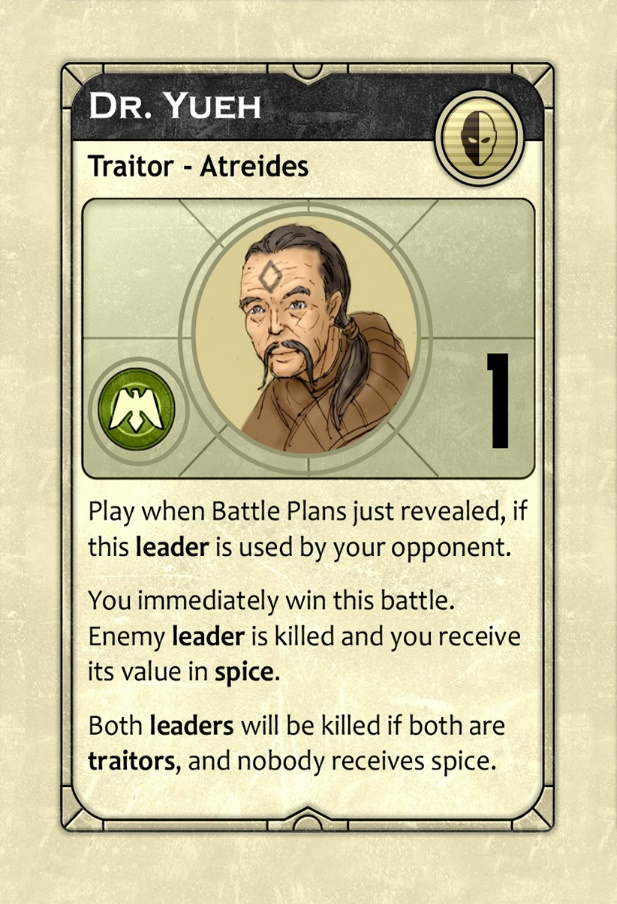 Dr. Yueh
Traitor - Atreides
1
Play when Battle Plans just revealed, if
this leader is used by your opponent.
You immediately win this battle.
Enemy leader is killed and you receive
its value in spice.
Both leaders will be killed if both are
traitors, and nobody receives spice.